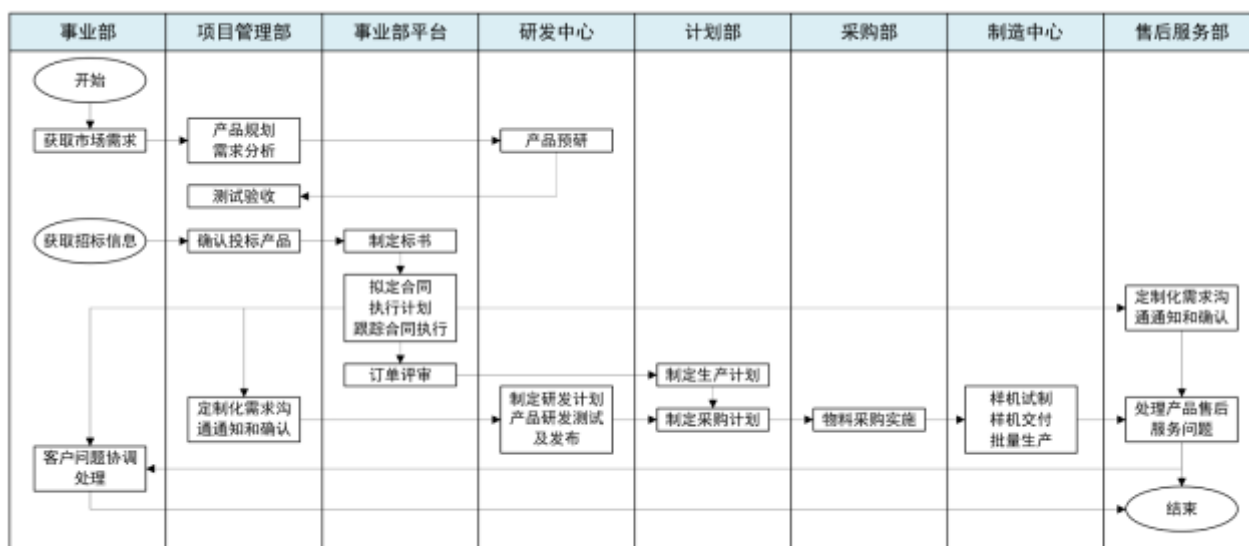 事业部 项目管理部 事业部平台 研发中心 计划部 采购部 制造中心 售后服务部
开始
获取市场需求
产品规划
需求分析
产品预研
测试验收
获取招标信息
确认投标产品
制定标书
拟定合同
执行计划
跟踪合同执行
定制化需求沟
通通知和确认
订单评审
制定生产计划
定制化需求沟
通通知和确认
制定研发计划
产品研发测试
及发布
制定采购计划
物料采购实施
样机试制
样机交付
批量生产
处理产品售后
服务问题
客户问题协调
处理
结束